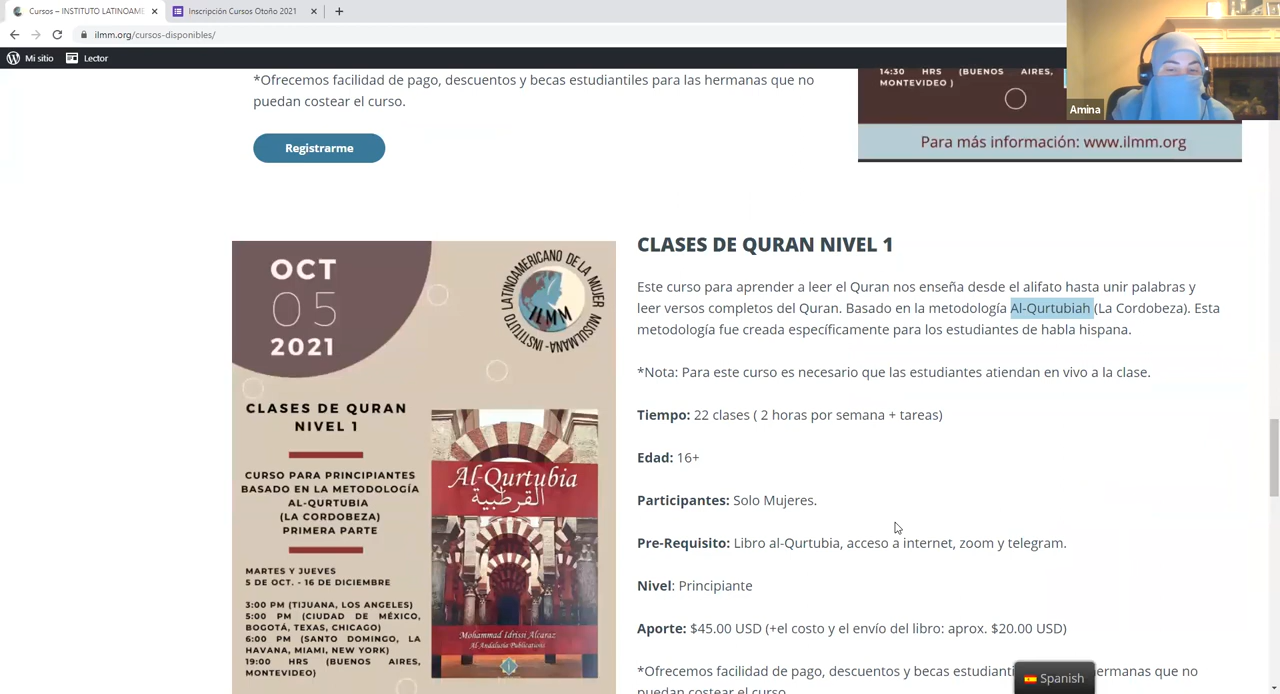 Cursos – INSTITUTO LATINOAME
Inscripción Cursos Otoño 2021
ilmm.org/cursos-disponibles/
Mi sitio
Lector
*Ofrecemos facilidad de pago, descuentos y becas estudiantiles para las hermanas que no
puedan costear el curso.
Registrarme
14:30 HRS (BUENOS AIRES,
MONTEVIDEO )
Amina
Para más información: www.ilmm.org
OCT
05
2021
INSTITUTO LATINOAMERICANO DE LA MUJER MUSULMANA
ILMM
CLASES DE QURAN
NIVEL 1
CURSO PARA PRINCIPIANTES
BASADO EN LA METODOLOGÍA
AL-QURTUBIA
(LA CORDOBEZA)
PRIMERA PARTE
MARTES Y JUEVES
5 DE OCT. - 16 DE DICIEMBRE
3:00 PM (TIJUANA, LOS ANGELES)
5:00 PM (CIUDAD DE MÉXICO,
BOGOTÁ, TEXAS, CHICAGO)
6:00 PM (SANTO DOMINGO, LA
HAVANA, MIAMI, NEW YORK)
19:00 HRS (BUENOS AIRES,
MONTEVIDEO)
Al-Qurtubia
القرطبية
Mohammad Idrissi Alcaraz
Al Andalusia Publications
CLASES DE QURAN NIVEL 1
Este curso para aprender a leer el Quran nos enseña desde el alifato hasta unir palabras y
leer versos completos del Quran. Basado en la metodología Al-Qurtubiah (La Cordobeza). Esta
metodología fue creada específicamente para los estudiantes de habla hispana.
*Nota: Para este curso es necesario que las estudiantes atiendan en vivo a la clase.
Tiempo: 22 clases ( 2 horas por semana + tareas)
Edad: 16+
Participantes: Solo Mujeres.
Pre-Requisito: Libro al-Qurtubia, acceso a internet, zoom y telegram.
Nivel: Principiante
Aporte: $45.00 USD (+el costo y el envío del libro: aprox. $20.00 USD)
*Ofrecemos facilidad de pago, descuentos y becas estudianti hermanas que no
puedan costear el curso
Spanish